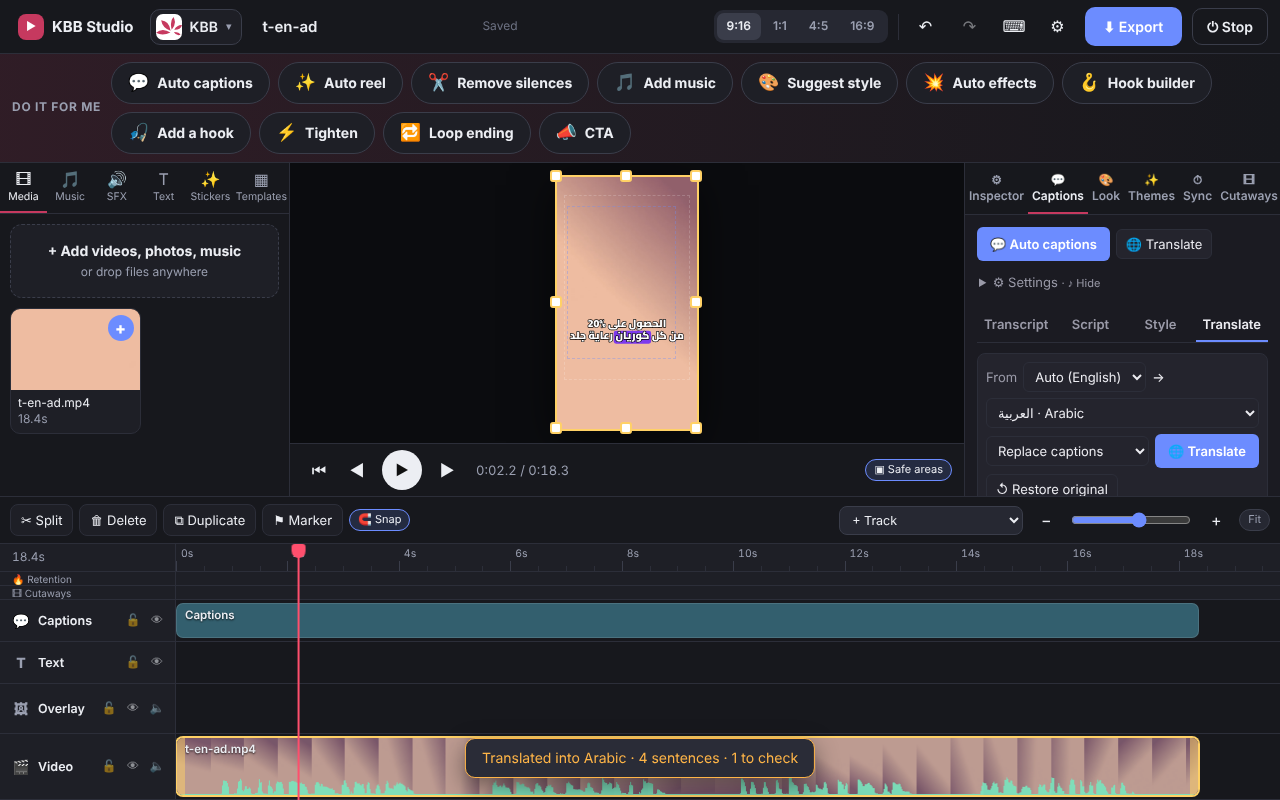 KBB Studio
KBB
t-en-ad
Saved
9:16 1:1 4:5 16:9
Export
Stop
DO IT FOR ME
Auto captions
Auto reel
Remove silences
Add music
Suggest style
Auto effects
Hook builder
Add a hook
Tighten
Loop ending
CTA
Media
Music
SFX
Text
Stickers
Templates
+ Add videos, photos, music
or drop files anywhere
t-en-ad.mp4
18.4s
الحصول على 20%
من كل كوريان رعاية جلد
0:02.2 / 0:18.3
Safe areas
Inspector
Captions
Look
Themes
Sync
Cutaways
Auto captions
Translate
Settings · ♪ Hide
Transcript
Script
Style
Translate
From Auto (English) →
العربية · Arabic
Replace captions
Translate
Restore original
Split
Delete
Duplicate
Marker
Snap
+ Track
Fit
18.4s
0s 4s 6s 8s 10s 12s 14s 16s 18s
Retention
Cutaways
Captions
Captions
Text
Overlay
Video
t-en-ad.mp4
Translated into Arabic · 4 sentences · 1 to check